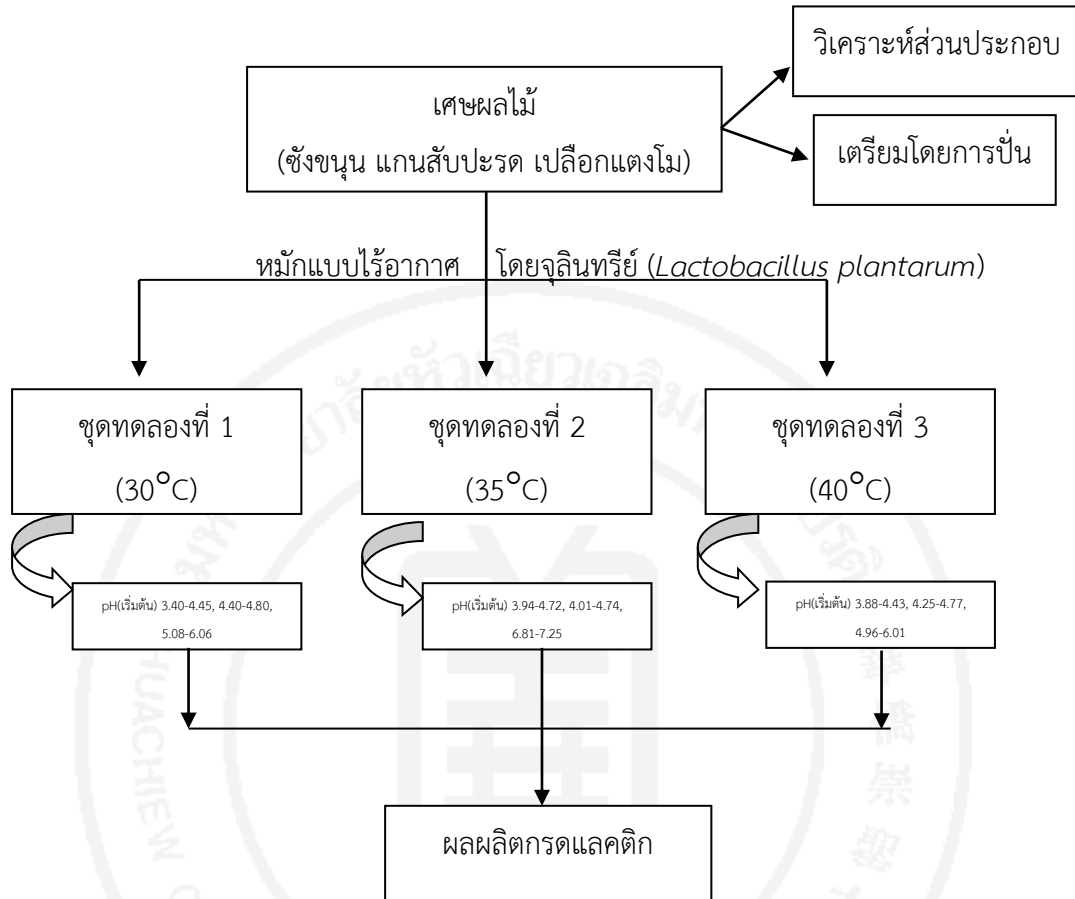 วิเคราะห์ส่วนประกอบ
เศษผลไม้
(ซังขนุน แกนสับปะรด เปลือกแตงโม)
เตรียมโดยการปั่น
หมักแบบไร้อากาศ โดยจุลินทรีย์ (Lactobacillus plantarum)
ชุดทดลองที่ 1
(30°C)
ชุดทดลองที่ 2
(35°C)
ชุดทดลองที่ 3
(40°C)
pH(เริ่มต้น) 3.40-4.45, 4.40-4.80,
5.08-6.06
pH(เริ่มต้น) 3.94-4.72, 4.01-4.74,
6.81-7.25
pH(เริ่มต้น) 3.88-4.43, 4.25-4.77,
4.96-6.01
ผลผลิตกรดแลคติก
HUACHIEW